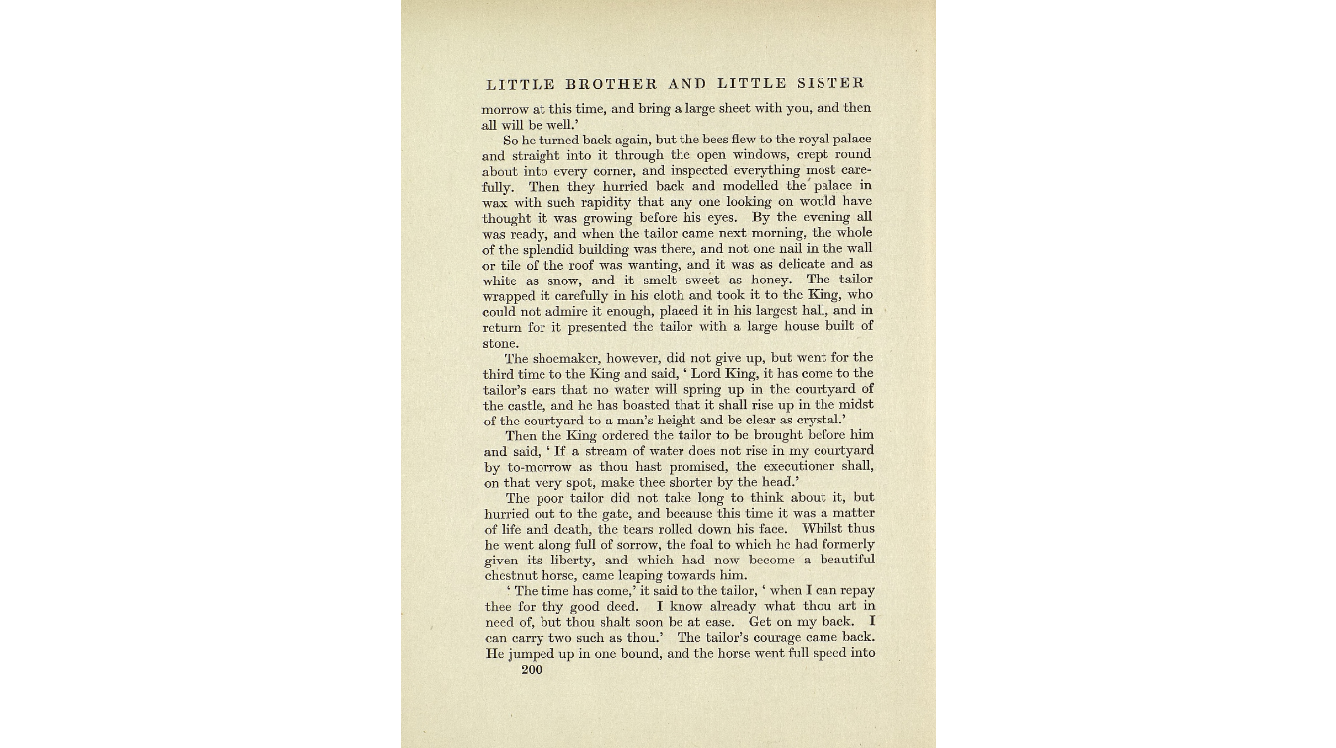 LITTLE BROTHER AND LITTLE SISTER
morrow at this time, and bring a large sheet with you, and then
all will be well.’
So he turned back again, but the bees flew to the royal palace
and straight into it through the open windows, crept round
about into every corner, and inspected everything most care-
fully. Then they hurried back and modelled the palace in
wax with such rapidity that any one looking on would have
thought it was growing before his eyes. By the evening all
was ready, and when the tailor came next morning, the whole
of the splendid building was there, and not one nail in the wall
or tile of the roof was wanting, and it was as delicate and as
white as snow, and it smelt sweet as honey. The tailor
wrapped it carefully in his cloth and took it to the King, who
could not admire it enough, placed it in his largest hall, and in
return for it presented the tailor with a large house built of
stone.
The shoemaker, however, did not give up, but went for the
third time to the King and said, ‘ Lord King, it has come to the
tailor’s ears that no water will spring up in the courtyard of
the castle, and he has boasted that it shall rise up in the midst
of the courtyard to a man’s height and be clear as crystal.’
Then the King ordered the tailor to be brought before him
and said, ‘ If a stream of water does not rise in my courtyard
by to-morrow as thou hast promised, the executioner shall,
on that very spot, make thee shorter by the head.’
The poor tailor did not take long to think about it, but
hurried out to the gate, and because this time it was a matter
of life and death, the tears rolled down his face. Whilst thus
he went along full of sorrow, the foal to which he had formerly
given its liberty, and which had now become a beautiful
chestnut horse, came leaping towards him.
‘ The time has come,’ it said to the tailor, ‘ when I can repay
thee for thy good deed. I know already what thou art in
need of, but thou shalt soon be at ease. Get on my back. I
can carry two such as thou.’ The tailor’s courage came back.
He jumped up in one bound, and the horse went full speed into
200